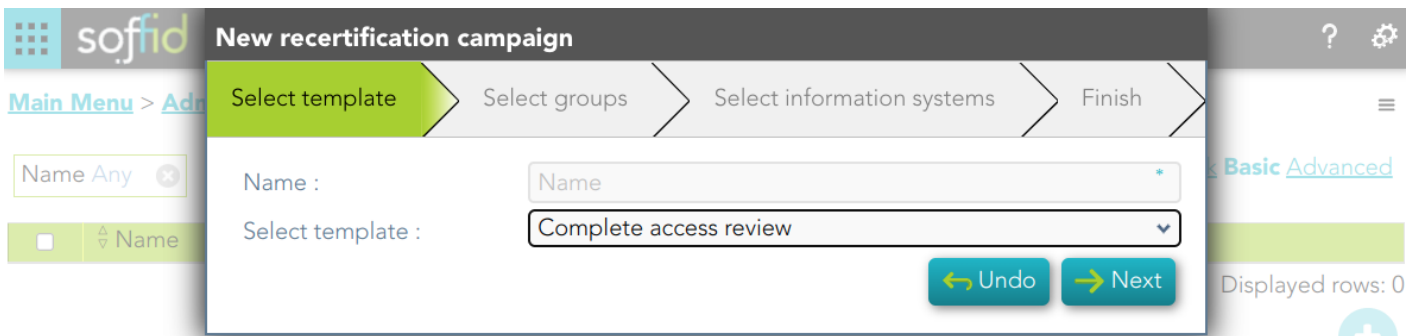 soffid
New recertification campaign
?
Select template
Select groups
Select information systems
Finish
Main Menu > Adn
Name Any
Basic Advanced
Name :
Name
*
Select template :
Complete access review
Name
Undo
Next
Displayed rows: 0